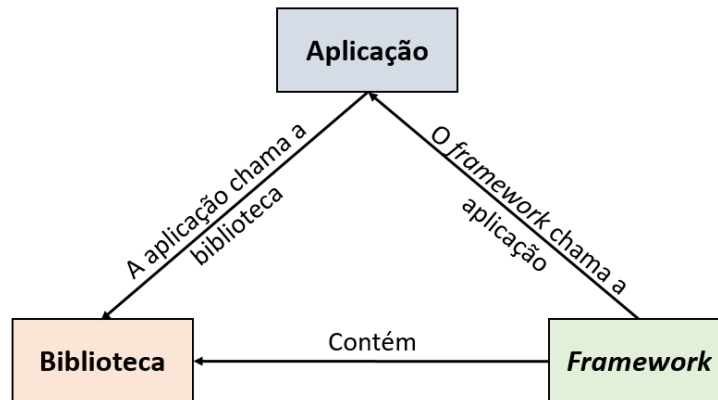 Aplicação
A aplicação chama a
biblioteca
O framework chama a
aplicação
Biblioteca
Contém
Framework